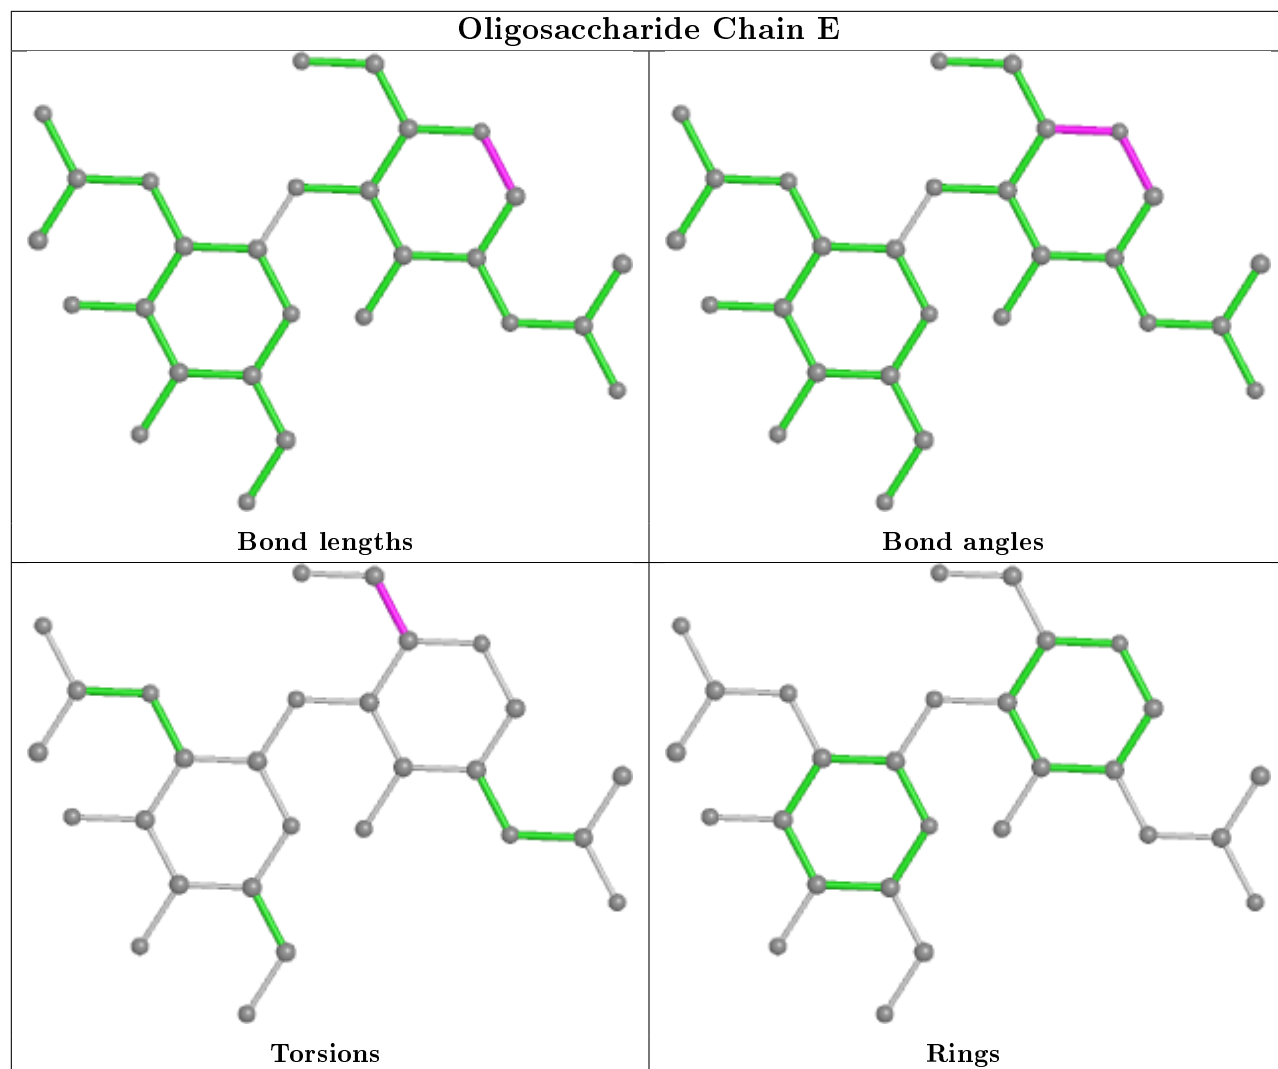 Oligosaccharide Chain E
Bond lengths
Bond angles
Torsions
Rings